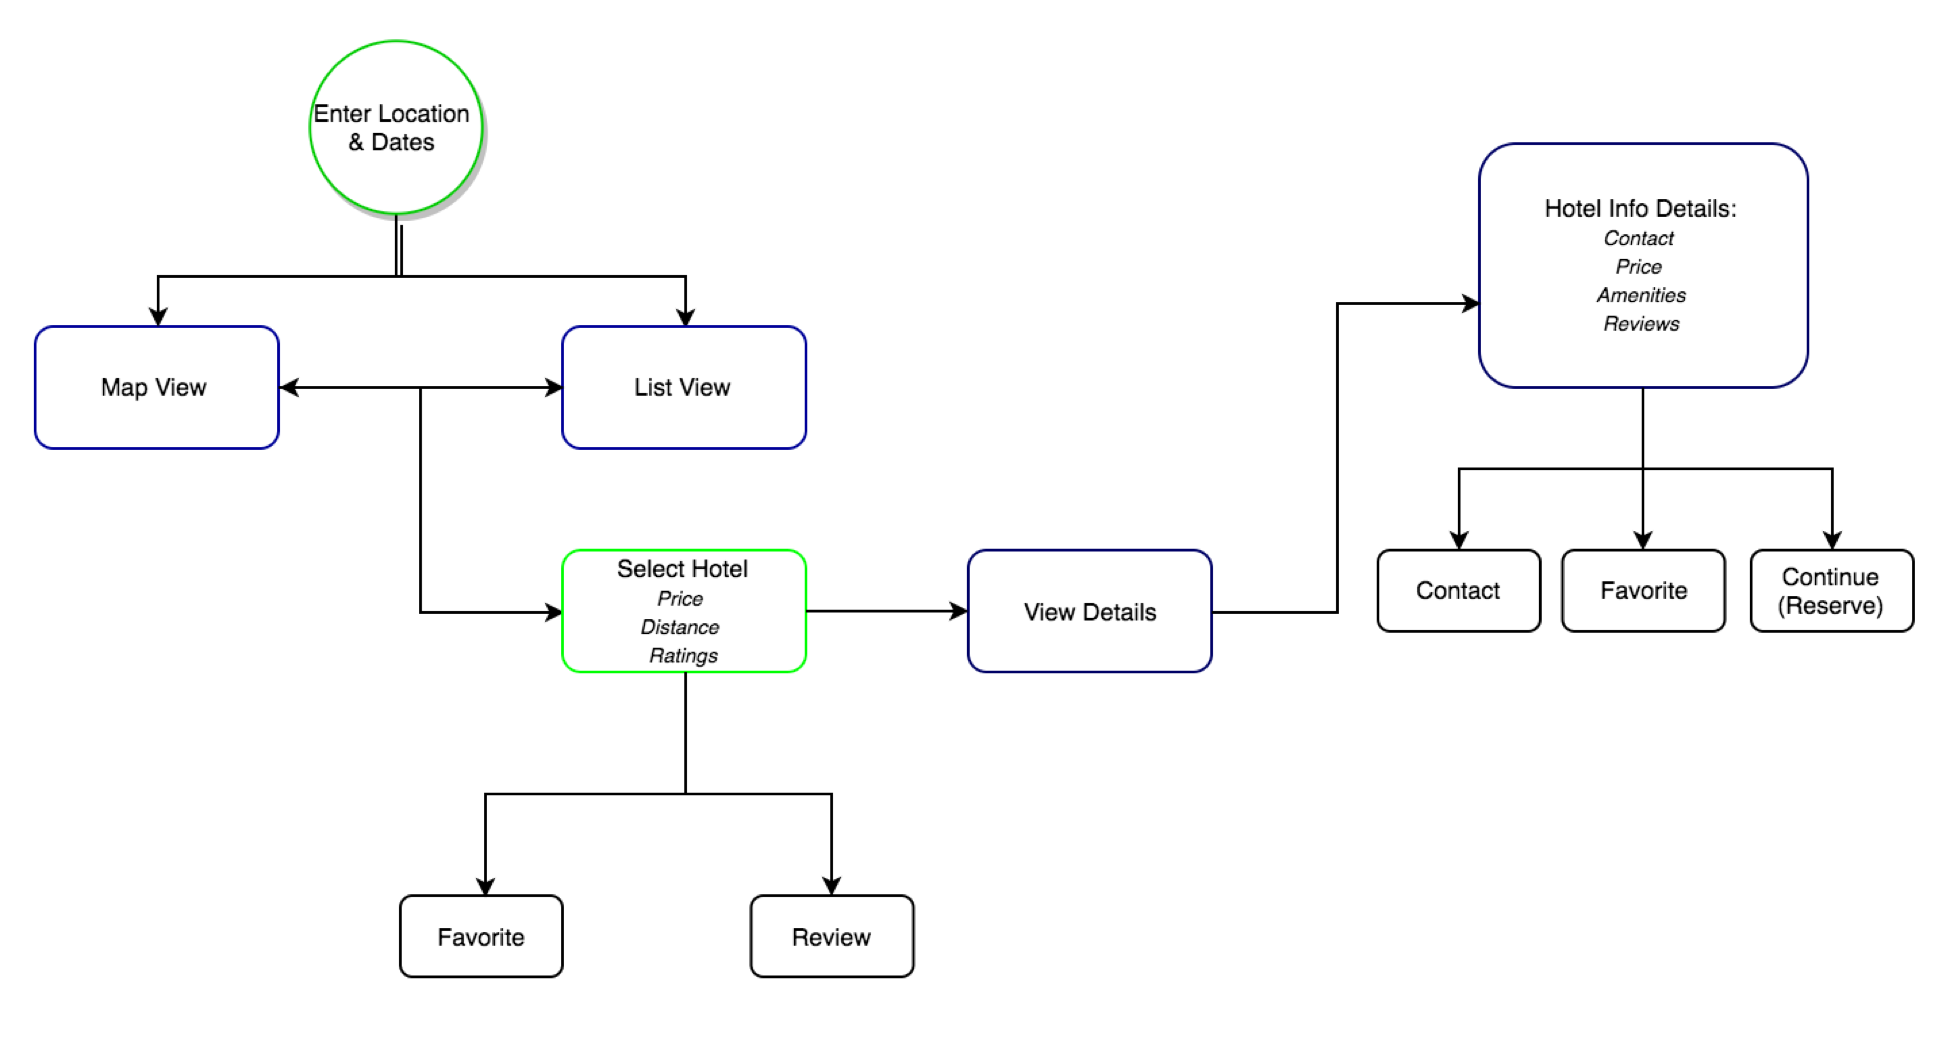 Enter Location
& Dates
Map View
List View
Select Hotel
Price
Distance
Ratings
View Details
Hotel Info Details:
Contact
Price
Amenities
Reviews
Contact
Favorite
Continue
(Reserve)
Favorite
Review